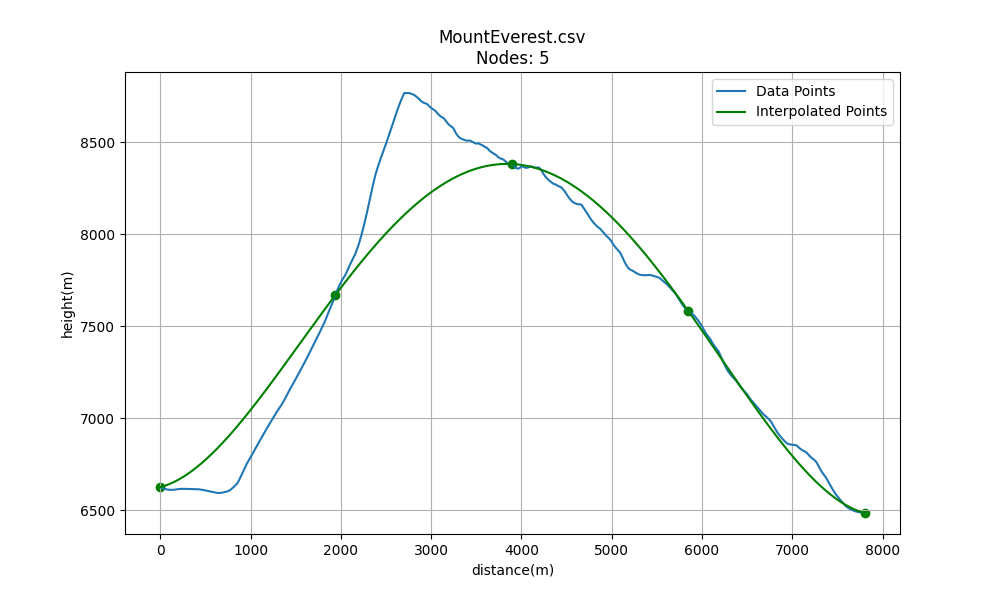 MountEverest.csv
Nodes: 5
Data Points
Interpolated Points
height(m)
8500
8000
7500
7000
6500
0 1000 2000 3000 4000 5000 6000 7000 8000
distance(m)